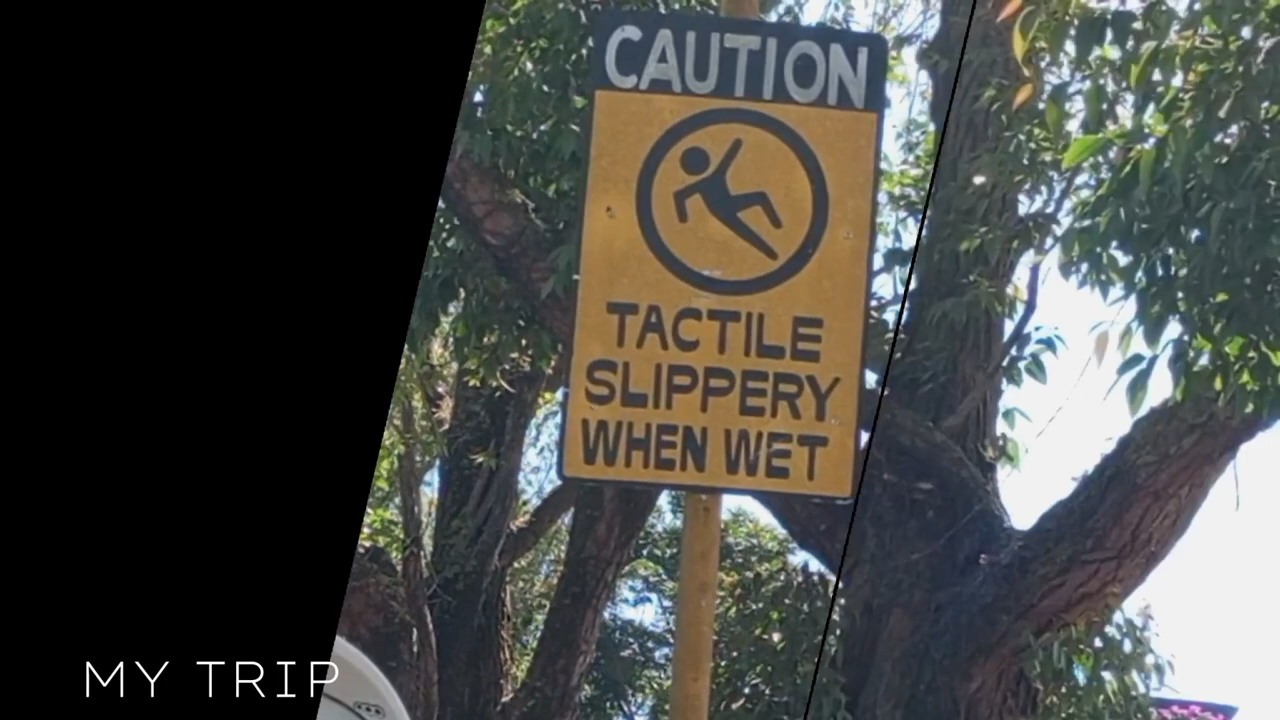 CAUTION
TACTILE
SLIPPERY
WHEN WET
MY TRIP